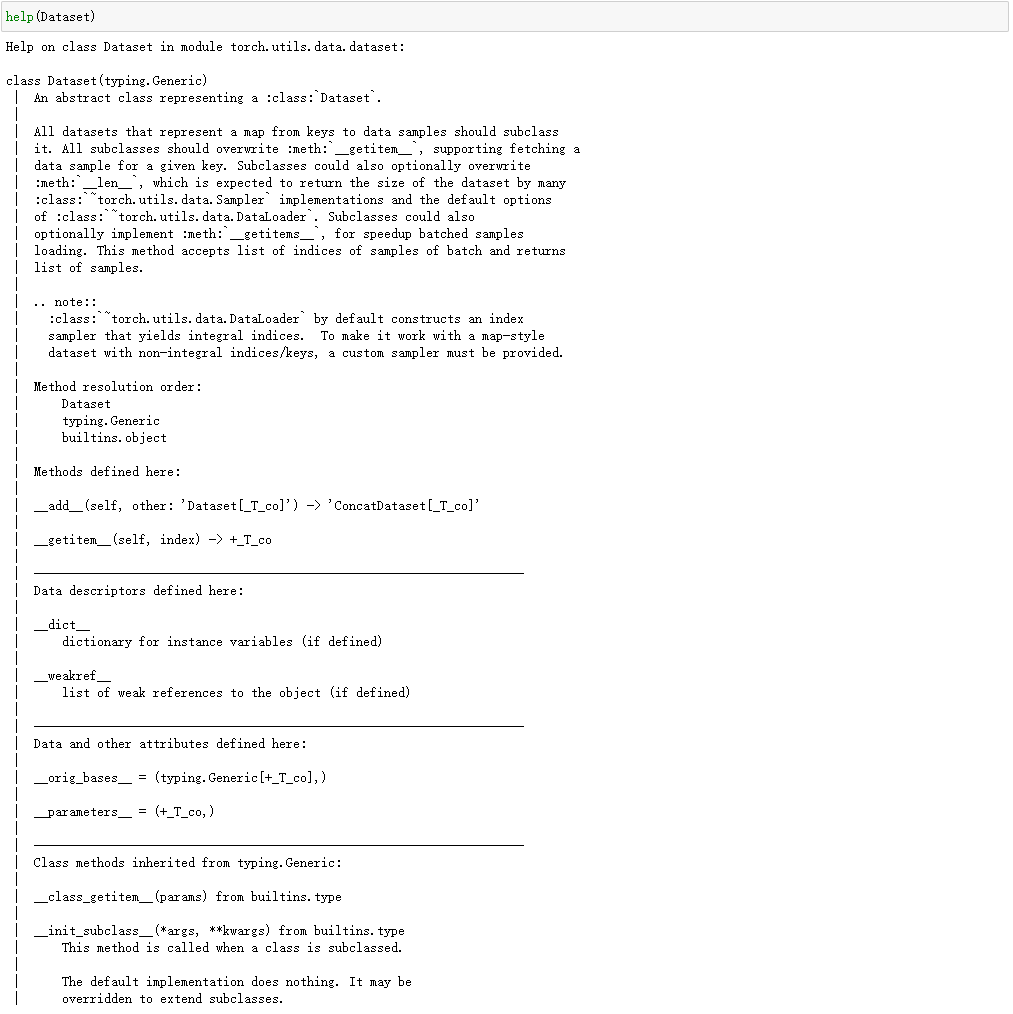 help(Dataset)
Help on class Dataset in module torch.utils.data.dataset:
class Dataset(typing.Generic)
 |  An abstract class representing a :class:`Dataset`.
 |
 |  All datasets that represent a map from keys to data samples should subclass
 |  it. All subclasses should overwrite :meth:`__getitem__`, supporting fetching a
 |  data sample for a given key. Subclasses could also optionally overwrite
 |  :meth:`__len__`, which is expected to return the size of the dataset by many
 |  :class:`~torch.utils.data.Sampler` implementations and the default options
 |  of :class:`~torch.utils.data.DataLoader`. Subclasses could also
 |  optionally implement :meth:`__getitems__`, for speedup batched samples
 |  loading. This method accepts list of indices of samples of batch and returns
 |  list of samples.
 |
 |  .. note::
 |    :class:`~torch.utils.data.DataLoader` by default constructs an index
 |    sampler that yields integral indices.  To make it work with a map-style
 |    dataset with non-integral indices/keys, a custom sampler must be provided.
 |
 |  Method resolution order:
 |      Dataset
 |      typing.Generic
 |      builtins.object
 |
 |  Methods defined here:
 |
 |  __add__(self, other: 'Dataset[_T_co]') -> 'ConcatDataset[_T_co]'
 |
 |  __getitem__(self, index) -> +_T_co
 |
 |  ----------------------------------------------------------------------
 |  Data descriptors defined here:
 |
 |  __dict__
 |      dictionary for instance variables (if defined)
 |
 |  __weakref__
 |      list of weak references to the object (if defined)
 |
 |  ----------------------------------------------------------------------
 |  Data and other attributes defined here:
 |
 |  __orig_bases__ = (typing.Generic[+_T_co],)
 |
 |  __parameters__ = (+_T_co,)
 |
 |  ----------------------------------------------------------------------
 |  Class methods inherited from typing.Generic:
 |
 |  __class_getitem__(params) from builtins.type
 |
 |  __init_subclass__(*args, **kwargs) from builtins.type
 |      This method is called when a class is subclassed.
 |
 |      The default implementation does nothing. It may be
 |      overridden to extend subclasses.